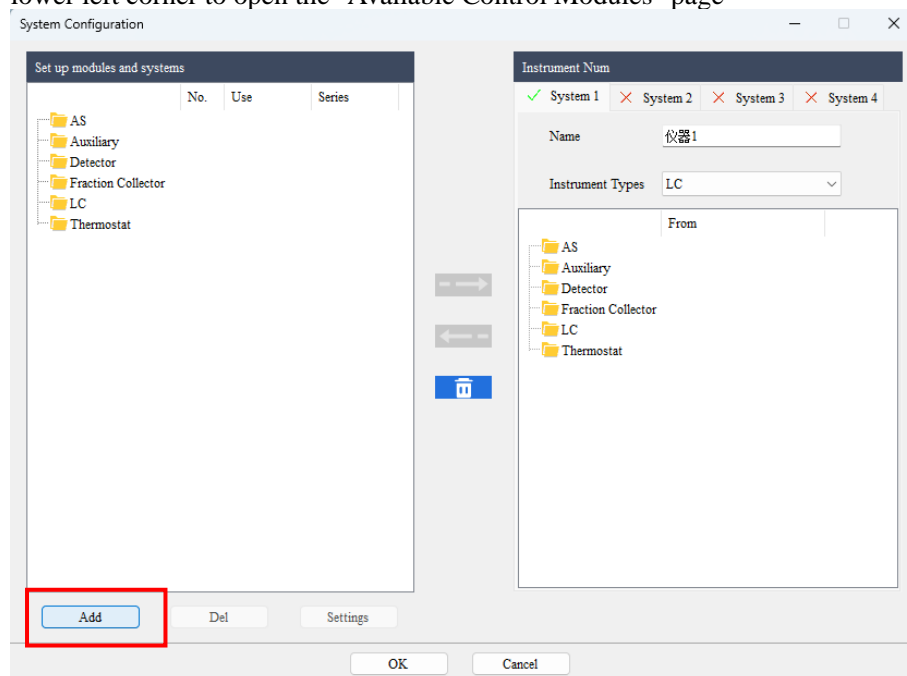 lower left corner to open the "Available Control Modules" page
System Configuration
Set up modules and systems
No. Use Series
AS
Auxiliary
Detector
Fraction Collector
LC
Thermostat
Add Del Settings
Instrument Num
System 1 System 2 System 3 System 4
Name 仪器1
Instrument Types LC
From
AS
Auxiliary
Detector
Fraction Collector
LC
Thermostat
OK Cancel